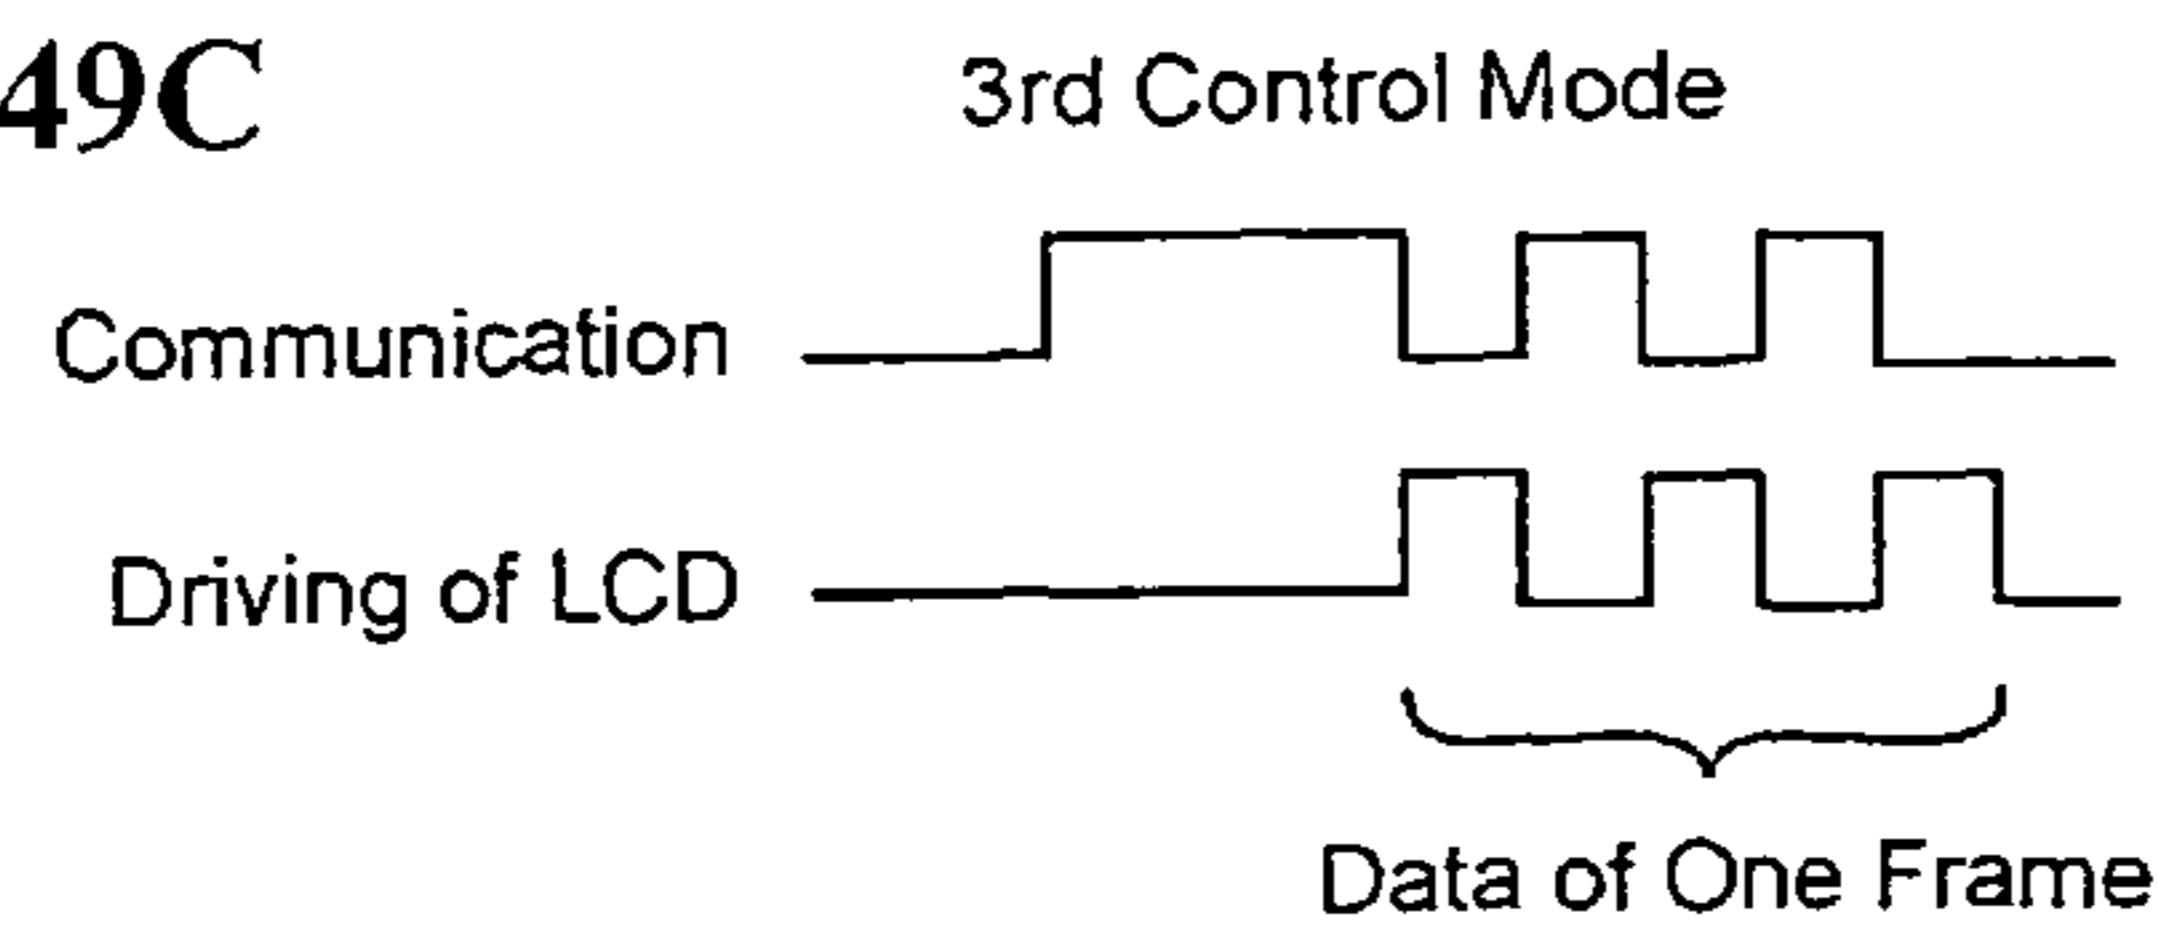 49C
3rd Control Mode
Communication
Driving of LCD
Data of One Frame